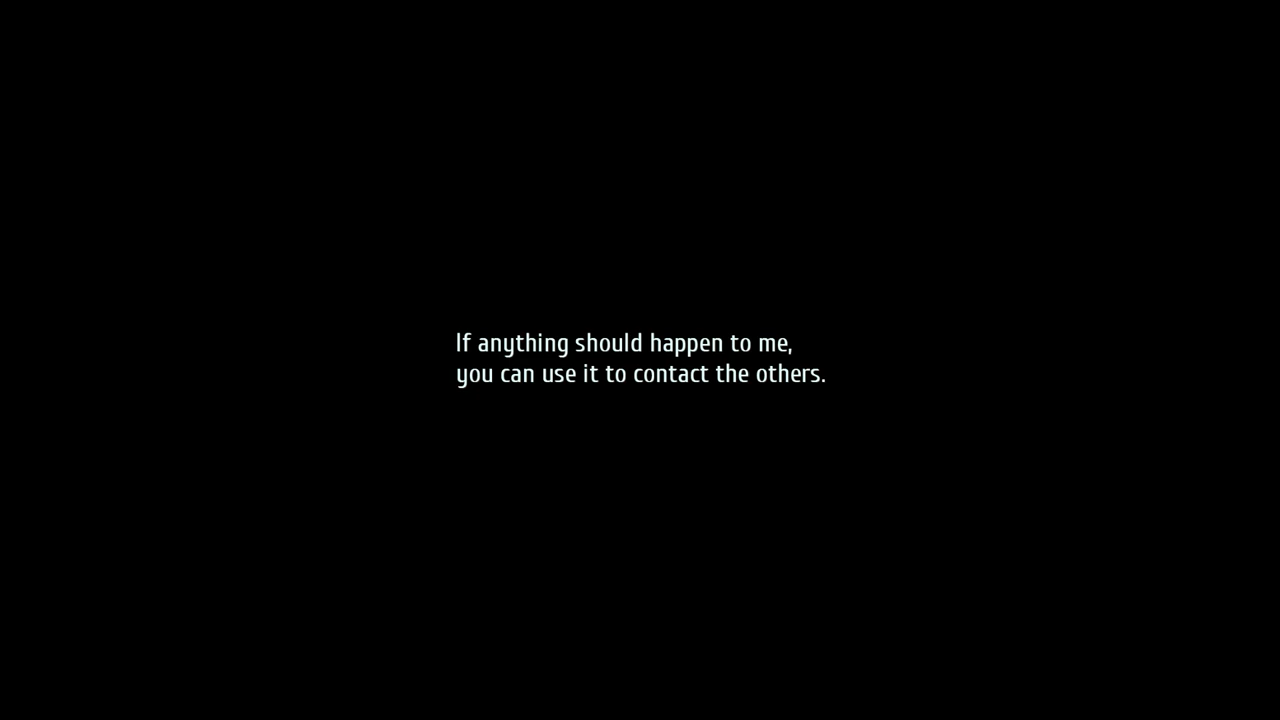 If anything should happen to me,
you can use it to contact the others.